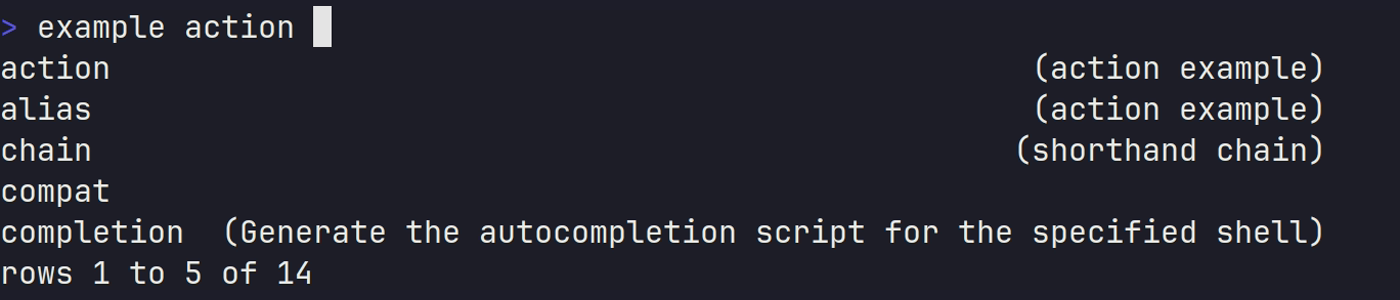 > example action
action (action example)
alias (action example)
chain (shorthand chain)
compat
completion (Generate the autocompletion script for the specified shell)
rows 1 to 5 of 14